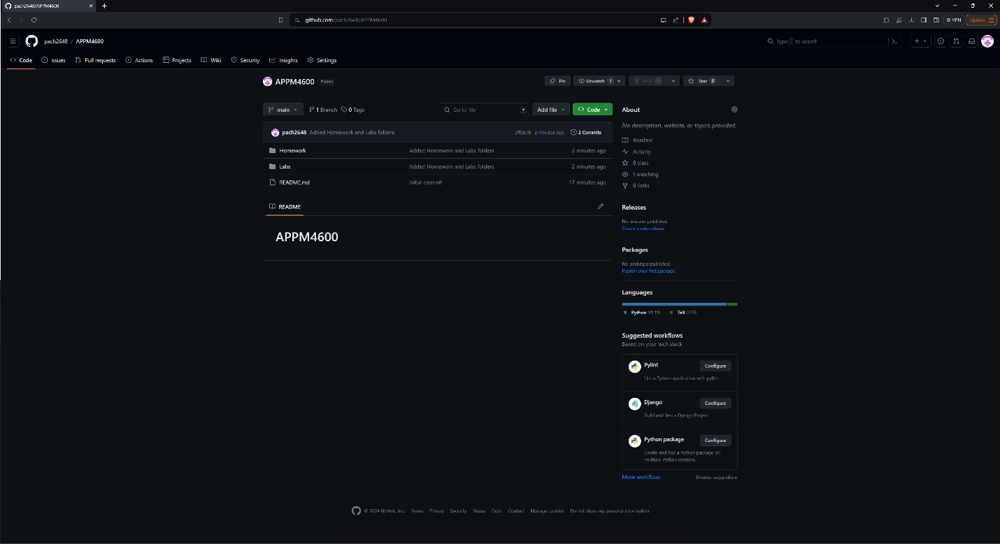 pach2648/APPM4600
github.com/pach2648/APPM4600
VPN
Update
pach2648 / APPM4600
Type / to search
Code Issues Pull requests Actions Projects Wiki Security Insights Settings
APPM4600 Public
Pin Unwatch 1 Fork 0 Star 0
main 1 Branch 0 Tags Go to file Add file Code
pach2648 Added Homework and Labs folders 2 minutes ago 2 Commits
Homework Added Homework and Labs folders 2 minutes ago
Labs Added Homework and Labs folders 2 minutes ago
README.md Initial commit 17 minutes ago
README
APPM4600
About
No description, website, or topics provided.
Readme
Activity
0 stars
1 watching
0 forks
Releases
No releases published
Create a new release
Packages
No packages published
Publish your first package
Languages
Python 91.1% TeX 8.9%
Suggested workflows
Based on your tech stack
Pylint Configure
Lint a Python application with pylint.
Django Configure
Build and Test a Django Project
Python package Configure
Create and test a Python package on
multiple Python versions.
More workflows Dismiss suggestions
© 2024 GitHub, Inc. Terms Privacy Security Status Docs Contact Manage cookies Do not share my personal information